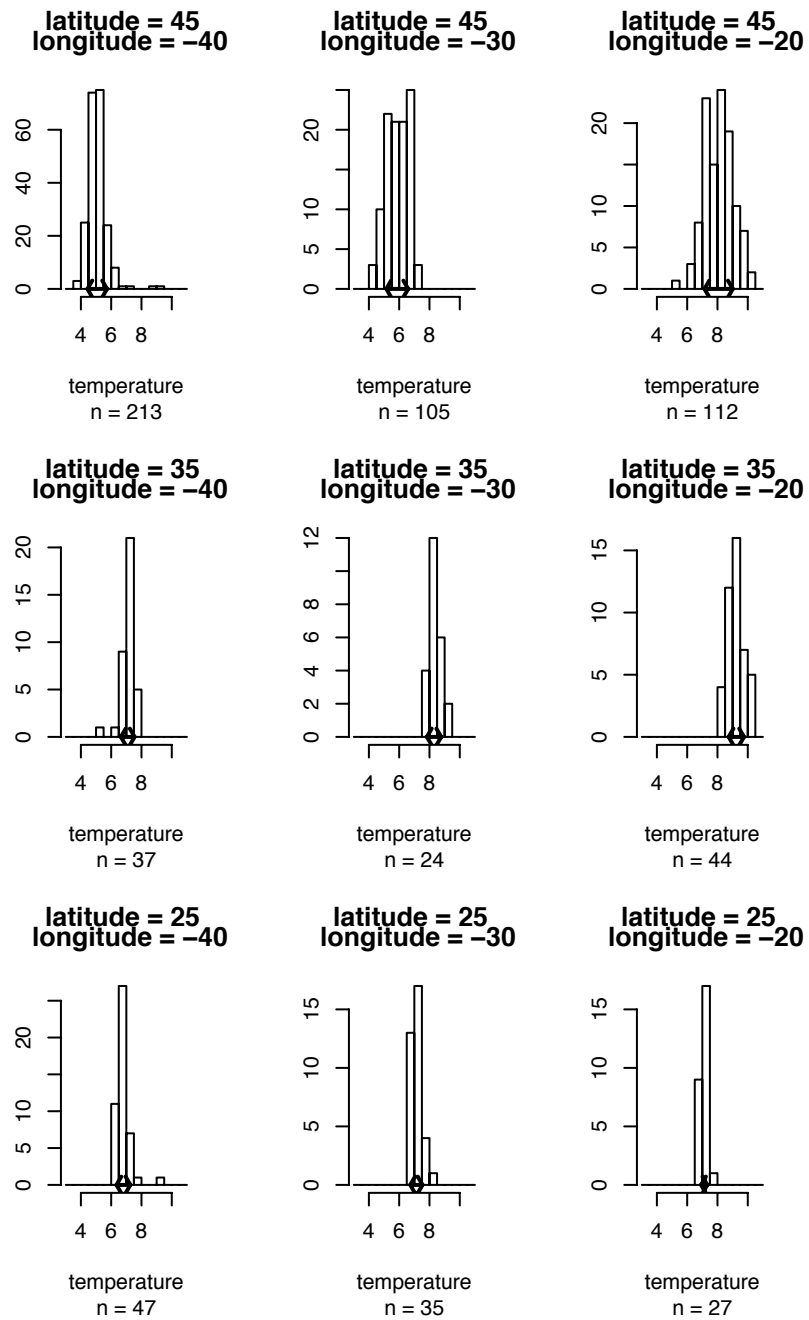 latitude = 45
longitude = −40
latitude = 45
longitude = −30
latitude = 45
longitude = −20
0 20 40 60
4 6 8
temperature
n = 213
0 5 10 20
4 6 8
temperature
n = 105
0 5 10 20
4 6 8
temperature
n = 112
latitude = 35
longitude = −40
latitude = 35
longitude = −30
latitude = 35
longitude = −20
0 5 10 15 20
4 6 8
temperature
n = 37
0 2 4 6 8 10 12
4 6 8
temperature
n = 24
0 5 10 15
4 6 8
temperature
n = 44
latitude = 25
longitude = −40
latitude = 25
longitude = −30
latitude = 25
longitude = −20
0 5 10 20
4 6 8
temperature
n = 47
0 5 10 15
4 6 8
temperature
n = 35
0 5 10 15
4 6 8
temperature
n = 27